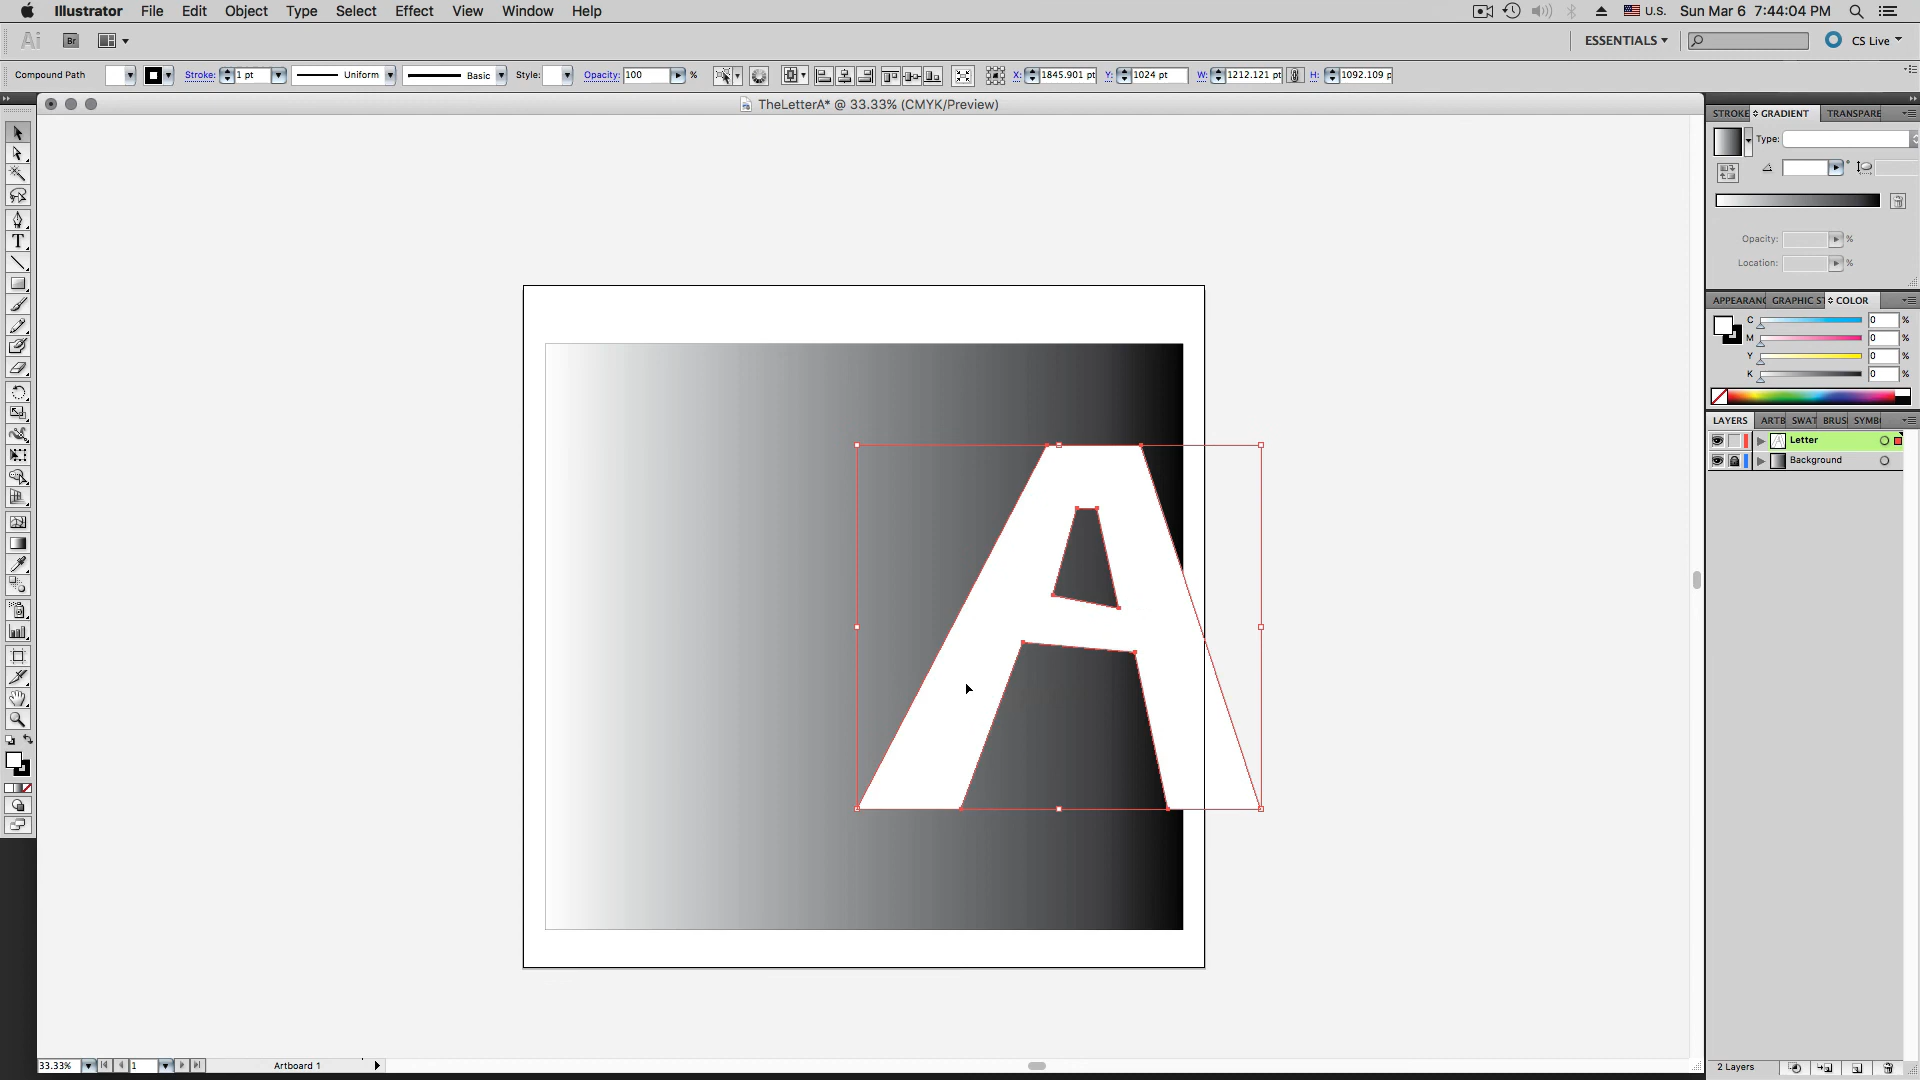 Illustrator File Edit Object Type Select Effect View Window Help U.S. Sun Mar 6 7:44:04 PM
Ai Br ESSENTIALS CS Live
Compound Path Stroke: 1 pt Uniform Basic Style: Opacity: 100 % X: 1845.901 pt Y: 1024 pt W: 1212.121 pt H: 1092.109 p
TheLetterA* @ 33.33% (CMYK/Preview)
STROKE GRADIENT TRANSPARE
Type:
°
Opacity: %
Location: %
APPEARANC GRAPHIC ST COLOR
C 0 %
M 0 %
Y 0 %
K 0 %
LAYERS ARTB SWAT BRUS SYMB
Letter
Background
T
A
33.33% 1 Artboard 1 2 Layers